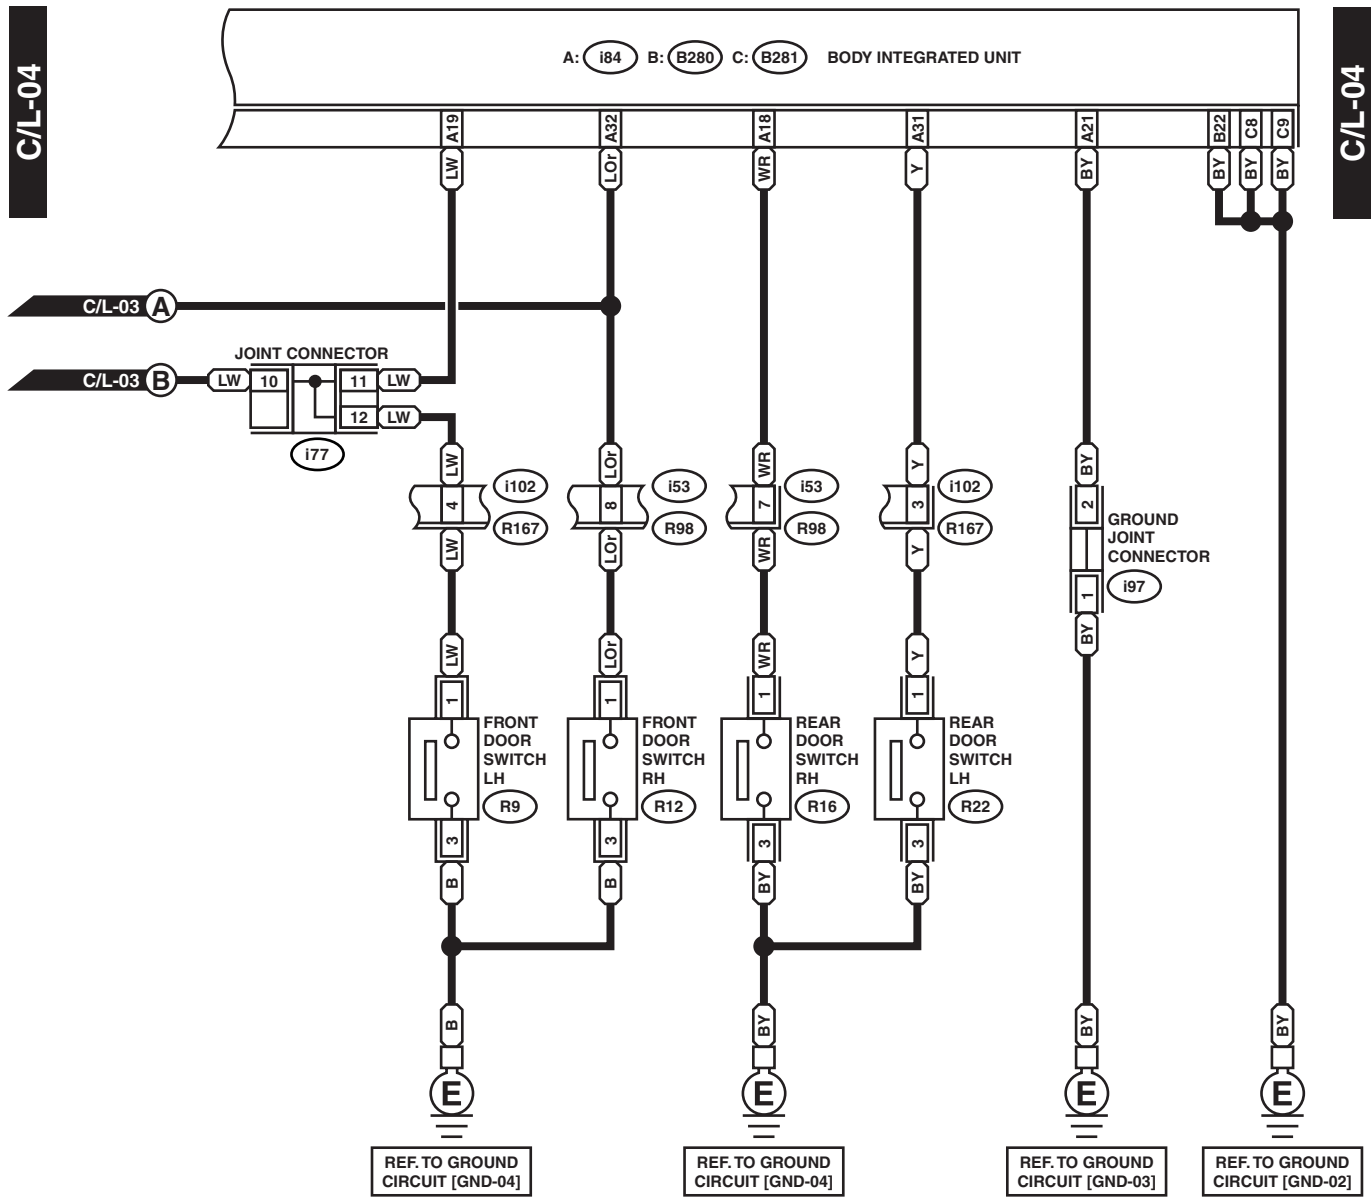 C/L-04
C/L-04
A: i84 B: B280 C: B281 BODY INTEGRATED UNIT
A19 A32 A18 A31 A21 B22 C8 C9
LW LOr WR Y BY BY BY BY
C/L-03 A
JOINT CONNECTOR
C/L-03 B LW 10 11 LW
12 LW
i77
LW LOr WR Y BY
4 i102 8 i53 7 i53 3 i102 2
R167 R98 R98 R167
GROUND
JOINT
CONNECTOR
LW LOr WR Y
1 i97
BY
LW LOr WR Y
1 1 1 1
FRONT
DOOR
SWITCH
LH
R9
FRONT
DOOR
SWITCH
RH
R12
REAR
DOOR
SWITCH
RH
R16
REAR
DOOR
SWITCH
LH
R22
3 3 3 3
B B BY BY
B BY BY BY
E E E E
REF. TO GROUND
CIRCUIT [GND-04]
REF. TO GROUND
CIRCUIT [GND-04]
REF. TO GROUND
CIRCUIT [GND-03]
REF. TO GROUND
CIRCUIT [GND-02]